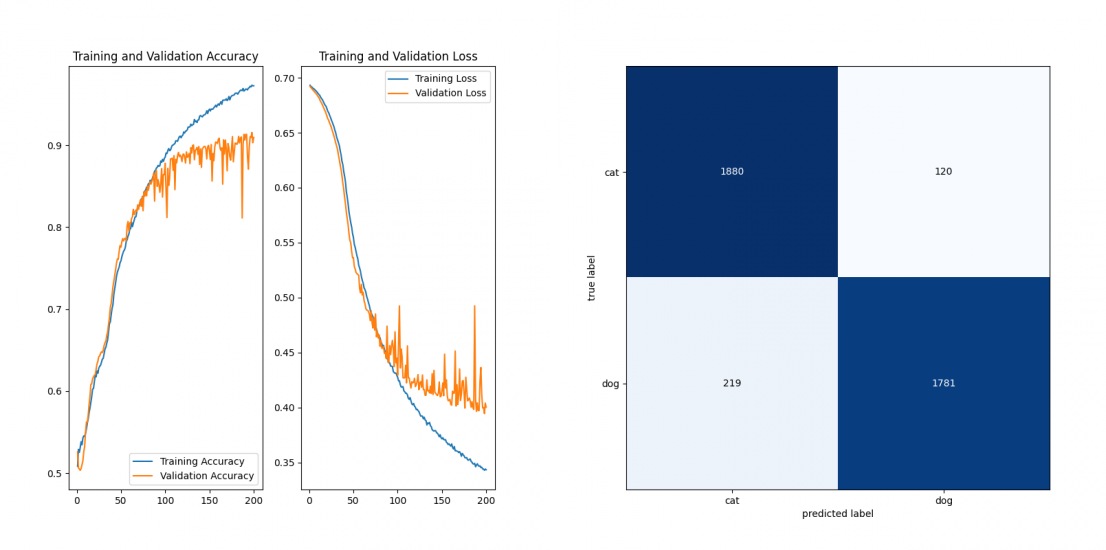 Training and Validation Accuracy
0.9
0.8
0.7
0.6
0.5
0 50 100 150 200
Training Accuracy
Validation Accuracy
Training and Validation Loss
0.70
0.65
0.60
0.55
0.50
0.45
0.40
0.35
0 50 100 150 200
Training Loss
Validation Loss
true label
cat
1880 120
dog
219 1781
cat dog
predicted label